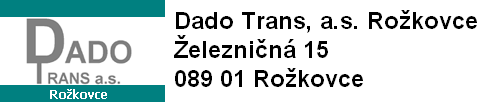 DADO
TRANS a.s.
Rožkovce
Dado Trans, a.s. Rožkovce
Železničná 15
089 01 Rožkovce